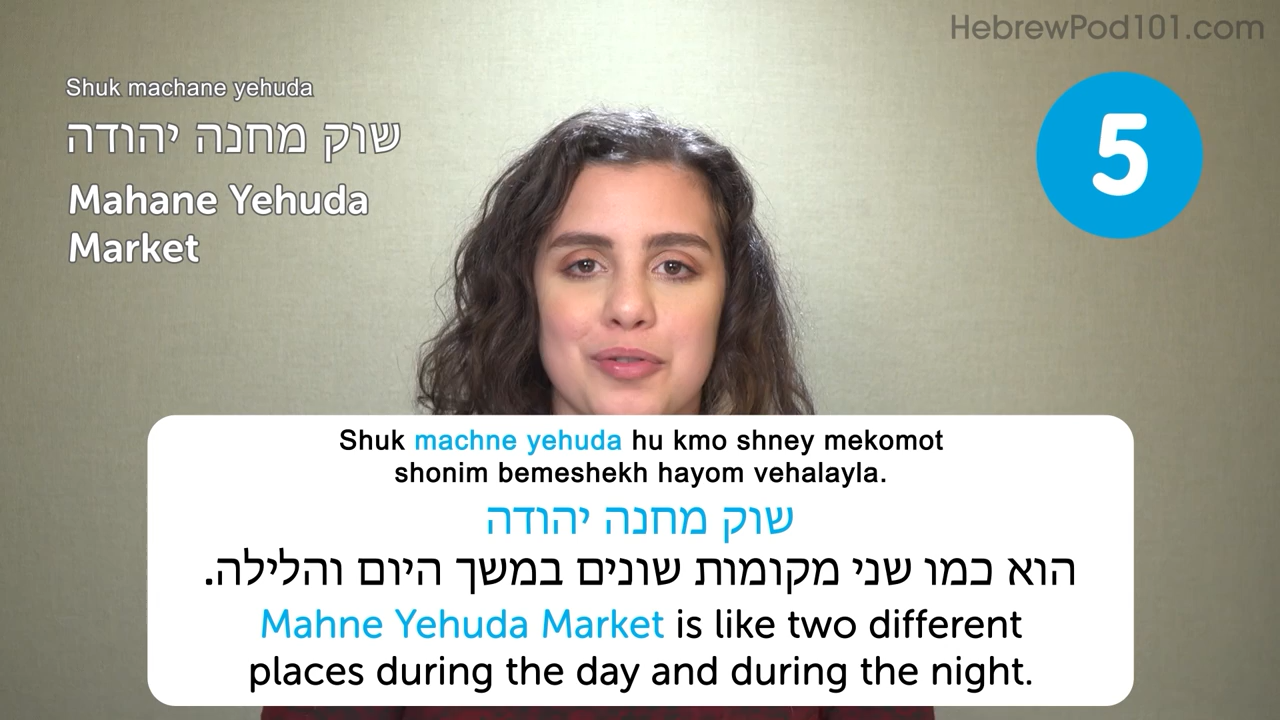 HebrewPod101.com
Shuk machane yehuda
שוק מחנה יהודה
Mahane Yehuda
Market
5
Shuk machne yehuda hu kmo shney mekomot
shonim bemeshekh hayom vehalayla.
שוק מחנה יהודה
הוא כמו שני מקומות שונים במשך היום והלילה.
Mahne Yehuda Market is like two different
places during the day and during the night.